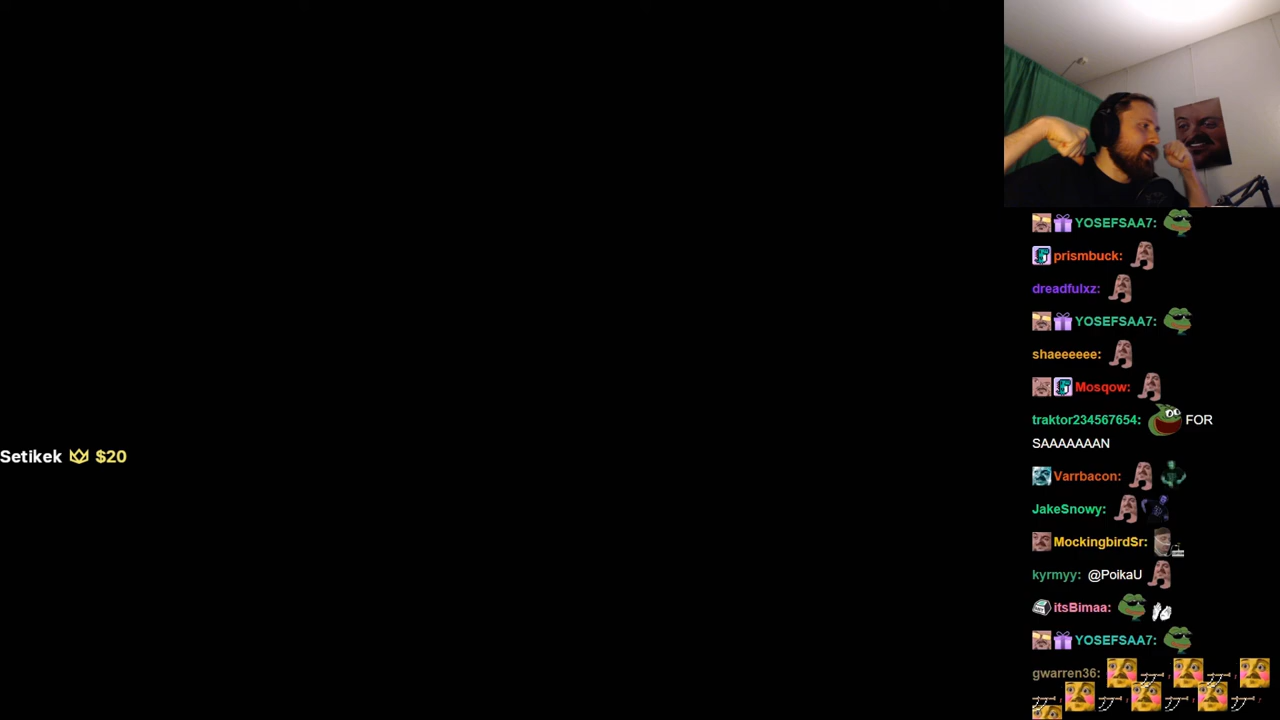 YOSEFSAA7:
prismbuck:
dreadfulxz:
YOSEFSAA7:
shaeeeeee:
Mosqow:
traktor234567654: FOR
SAAAAAAAN
Setikek $20
Varrbacon:
JakeSnowy:
MockingbirdSr:
kyrmyy: @PoikaU
itsBimaa:
YOSEFSAA7:
gwarren36: